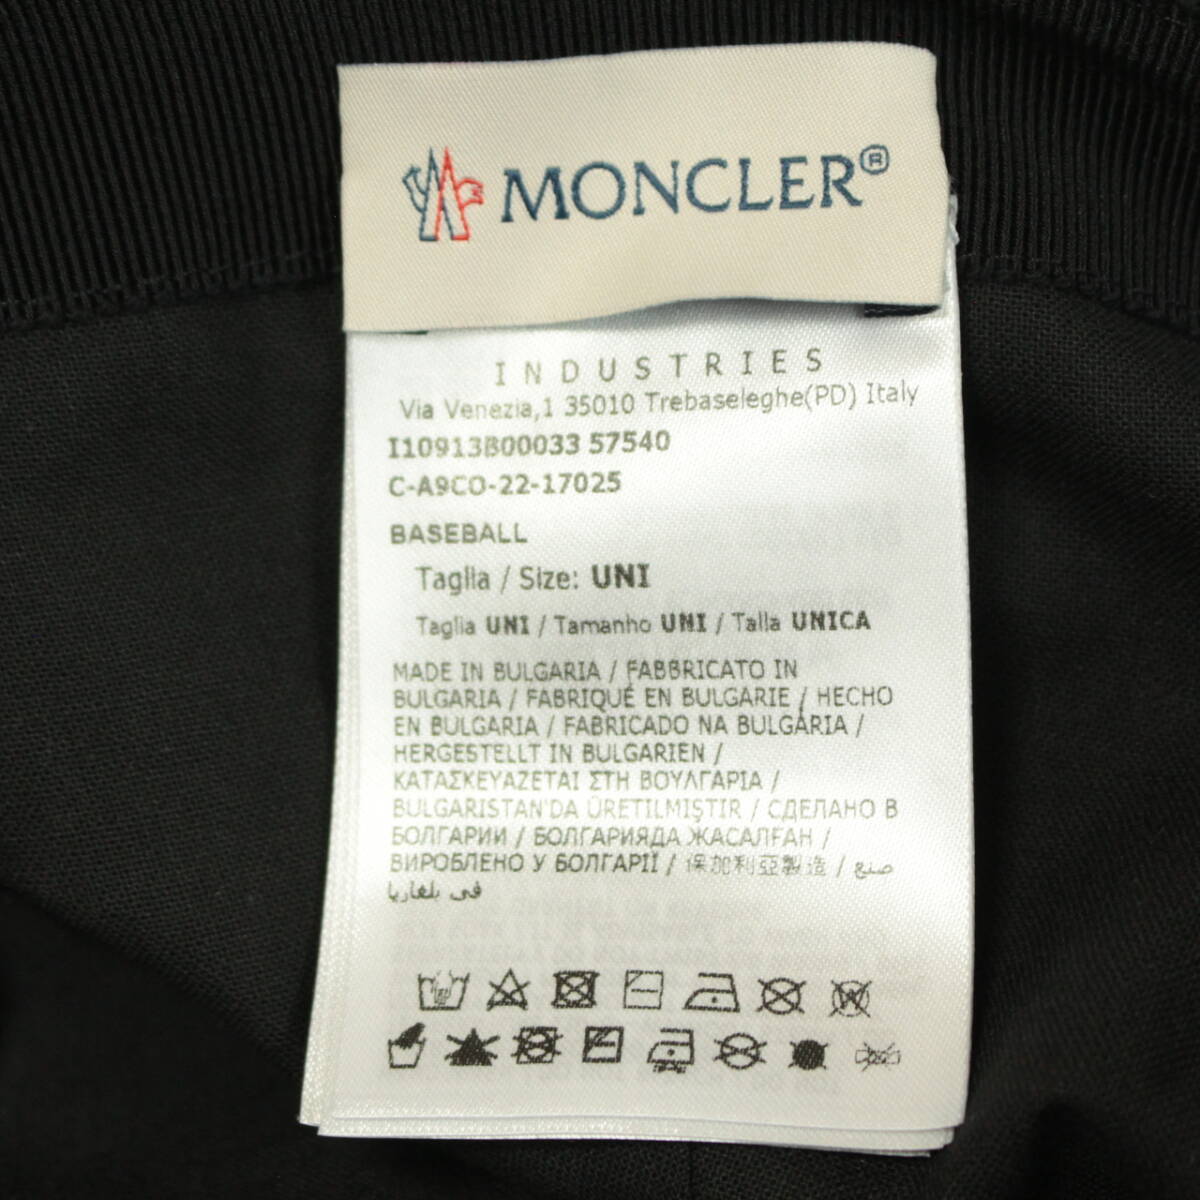 MONCLER®
INDUSTRIES
Via Venezia,1 35010 Trebaseleghe(PD) Italy
I10913B00033 57540
C-A9CO-22-17025
BASEBALL
Taglia / Size: UNI
Taglia UNI / Tamanho UNI / Talla UNICA
MADE IN BULGARIA / FABBRICATO IN
BULGARIA / FABRIQUÉ EN BULGARIE / HECHO
EN BULGARIA / FABRICADO NA BULGÁRIA /
HERGESTELLT IN BULGARIEN /
ΚΑΤΑΣΚΕΥΑΖΕΤΑΙ ΣΤΗ ΒΟΥΛΓΑΡΙΑ /
BULGARISTAN'DA ÜRETILMIŞTIR / СДЕЛАНО В
БОЛГАРИИ / БОЛГАРИЯДА ЖАСАЛҒАН /
ВИРОБЛЕНО У БОЛГАРІЇ / 保加利亞製造 / صنع
في بلغاريا